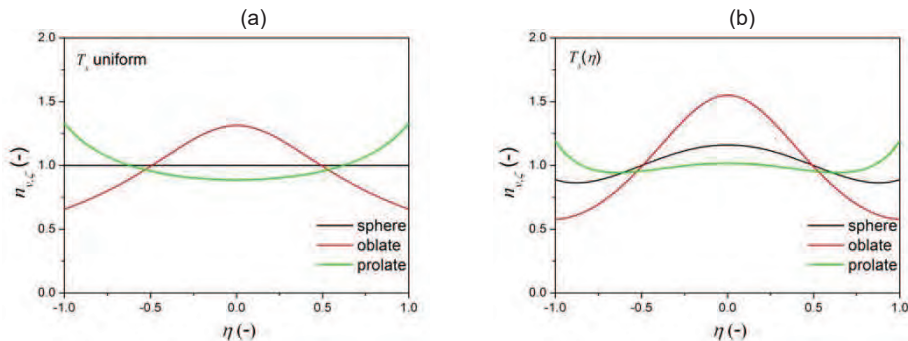 (a)
2.0
1.5
1.0
0.5
0.0
n_{v,ζ} (-)
T_s uniform
sphere
oblate
prolate
-1.0 -0.5 0.0 0.5 1.0
η (-)
(b)
2.0
1.5
1.0
0.5
0.0
n_{v,ζ} (-)
T_s(η)
sphere
oblate
prolate
-1.0 -0.5 0.0 0.5 1.0
η (-)